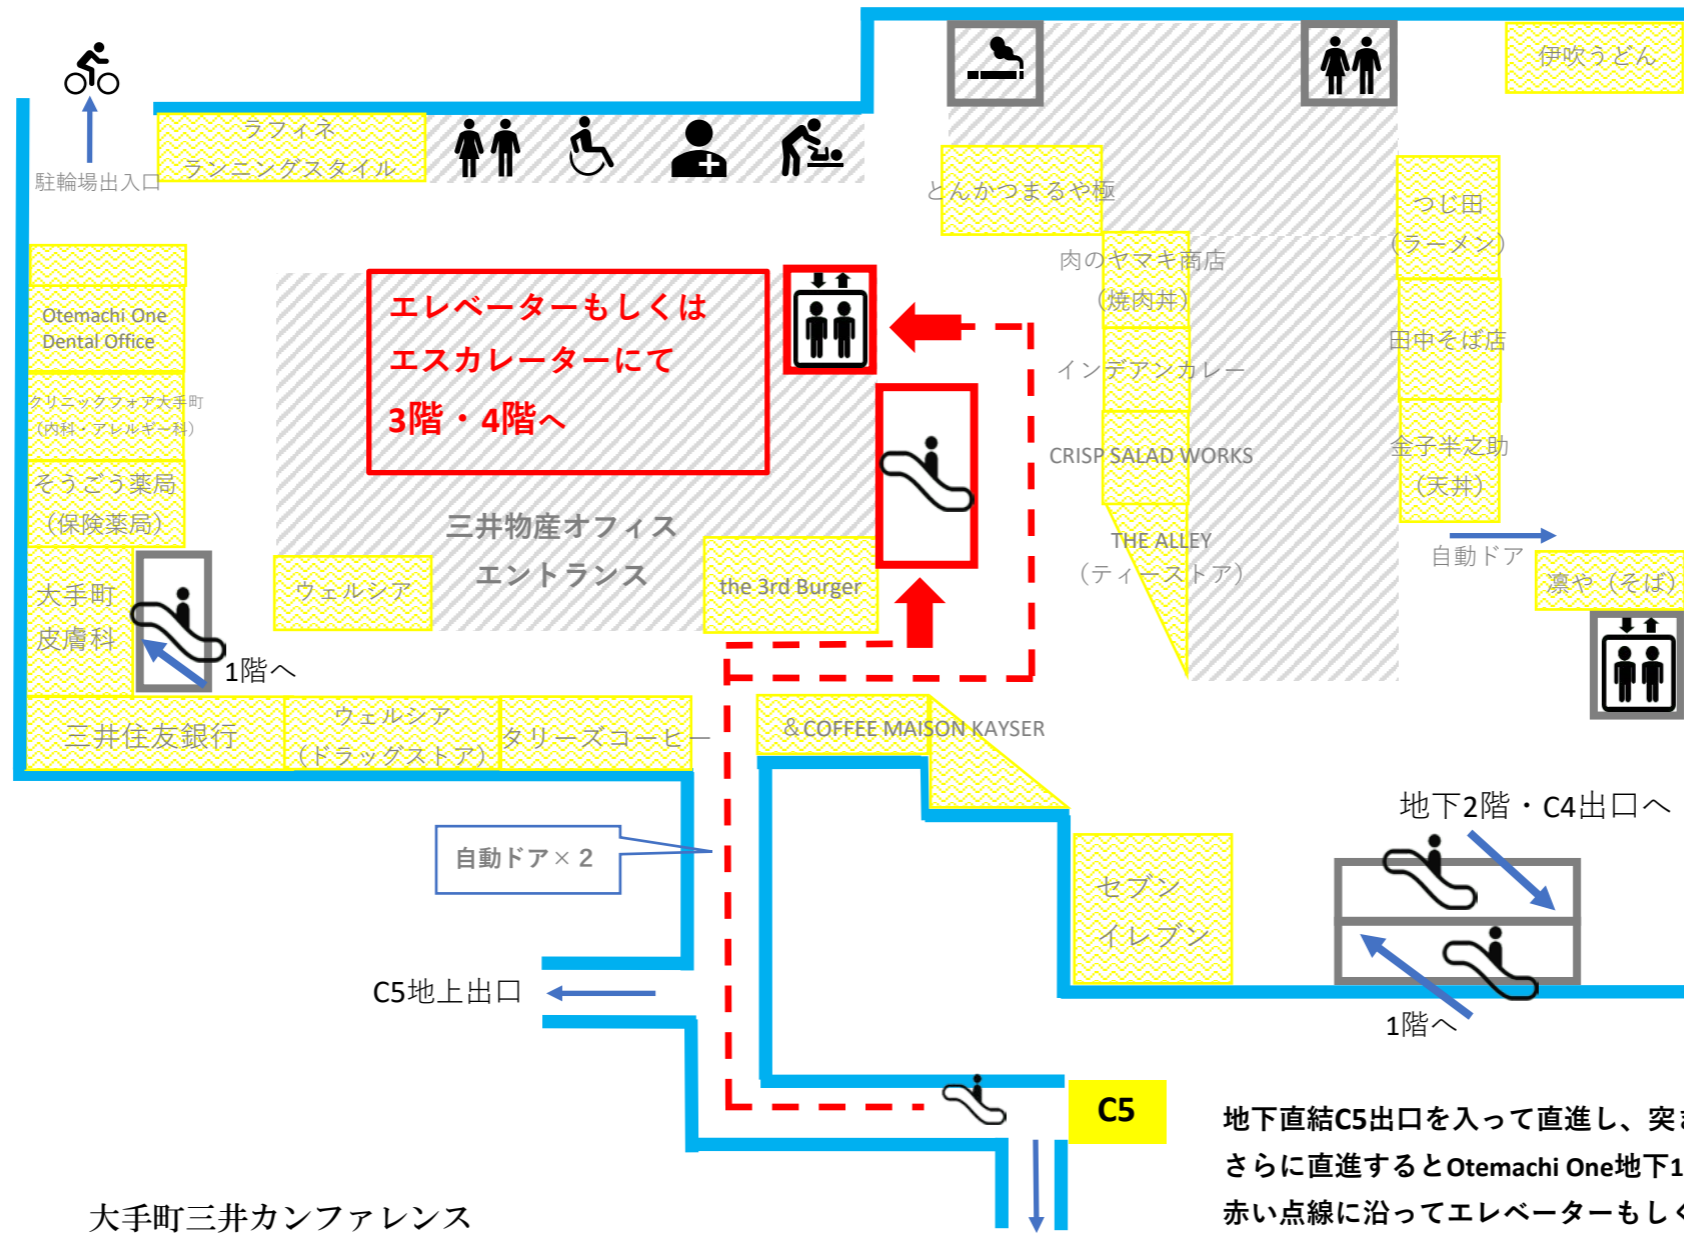 伊吹うどん
ラフィネ
ランニングスタイル
駐輪場出入口
とんかつまるや極
つじ田
（ラーメン）
肉のヤマキ商店
（焼肉丼）
エレベーターもしくは
エスカレーターにて
3階・4階へ
Otemachi One
Dental Office
田中そば店
インデアンカレー
クリニックフォア大手町
（内科・アレルギー科）
CRISP SALAD WORKS
金子半之助
（天丼）
そうごう薬局
（保険薬局）
三井物産オフィス
エントランス
THE ALLEY
（ティーストア）
自動ドア
ウェルシア
the 3rd Burger
凛や（そば）
大手町
皮膚科
1階へ
三井住友銀行
ウェルシア
（ドラッグストア）
タリーズコーヒー
＆COFFEE MAISON KAYSER
地下2階・C4出口へ
自動ドア×２
セブン
イレブン
C5地上出口
1階へ
C5
地下直結C5出口を入って直進し、突
さらに直進するとOtemachi One地下1
赤い点線に沿ってエレベーターもしく
大手町三井カンファレンス